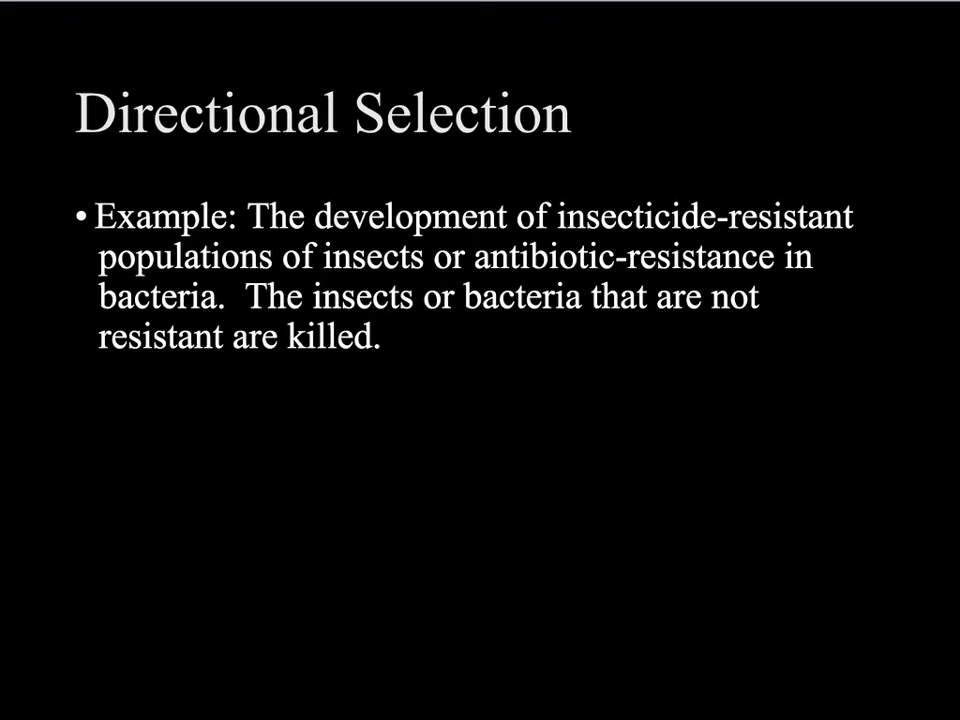 Directional Selection
• Example: The development of insecticide-resistant
populations of insects or antibiotic-resistance in
bacteria.  The insects or bacteria that are not
resistant are killed.